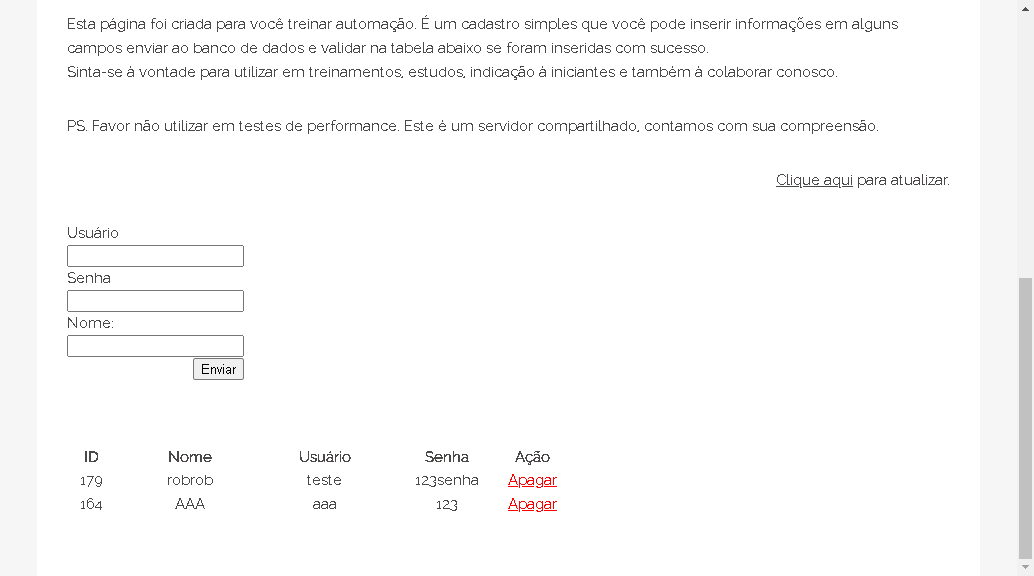 Esta página foi criada para você treinar automação. É um cadastro simples que você pode inserir informações em alguns
campos enviar ao banco de dados e validar na tabela abaixo se foram inseridas com sucesso.
Sinta-se à vontade para utilizar em treinamentos, estudos, indicação à iniciantes e também à colaborar conosco.
PS. Favor não utilizar em testes de performance. Este é um servidor compartilhado, contamos com sua compreensão.
Clique aqui para atualizar.
Usuário
Senha
Nome:
Enviar
ID Nome Usuário Senha Ação
179 robrob teste 123senha Apagar
164 AAA aaa 123 Apagar